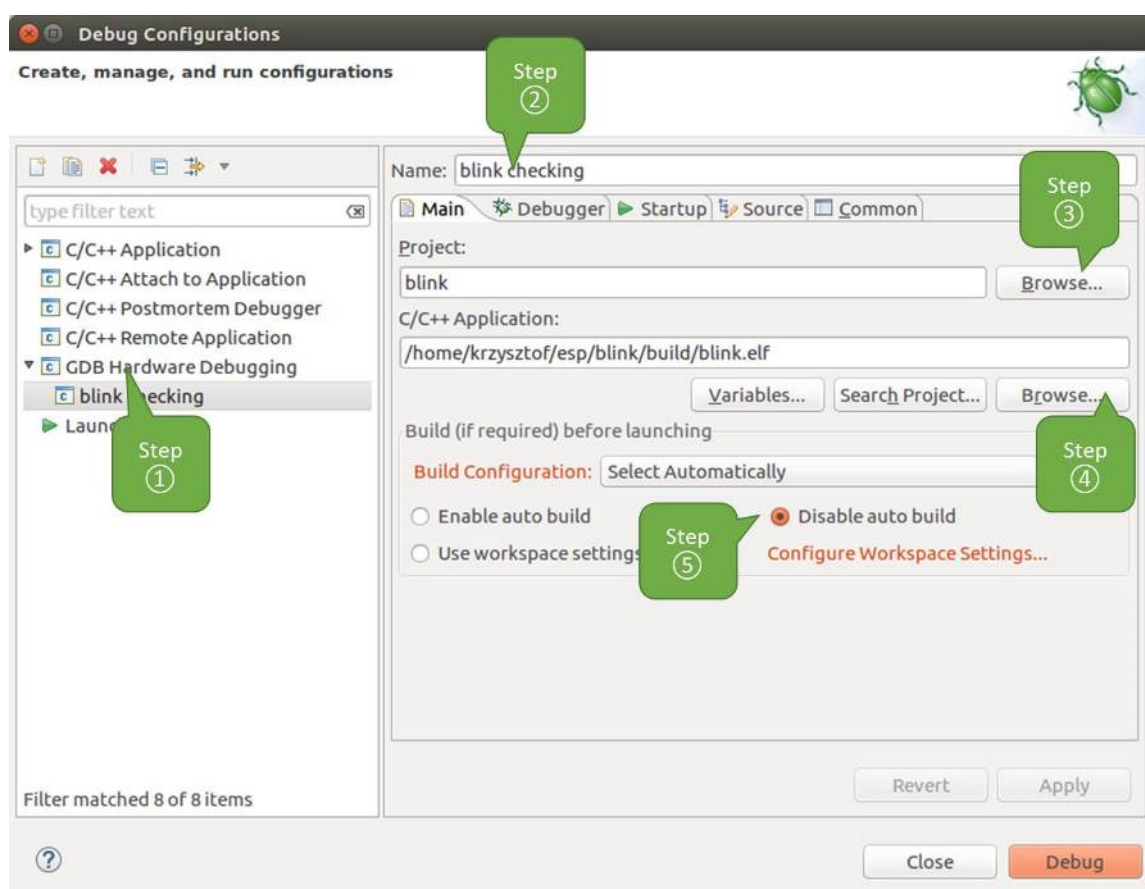 Debug Configurations
Create, manage, and run configurations
Step
②
Name: blink checking
Step
③
type filter text
Main Debugger Startup Source Common
C/C++ Application
C/C++ Attach to Application
C/C++ Postmortem Debugger
C/C++ Remote Application
GDB Hardware Debugging
blink checking
Launc
Step
①
Project:
blink
Browse...
C/C++ Application:
/home/krzysztof/esp/blink/build/blink.elf
Variables... Search Project... Browse...
Step
④
Build (if required) before launching
Build Configuration: Select Automatically
Enable auto build
Disable auto build
Step
⑤
Use workspace settings
Configure Workspace Settings...
Revert Apply
Filter matched 8 of 8 items
Close Debug